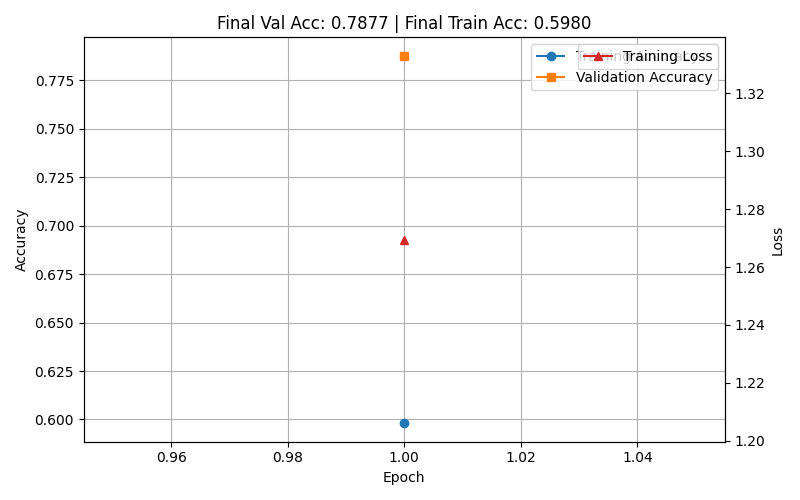 Final Val Acc: 0.7877 | Final Train Acc: 0.5980
Training Loss
Validation Accuracy
0.775
0.750
0.725
0.700
0.675
0.650
0.625
0.600
Accuracy
1.32
1.30
1.28
1.26
1.24
1.22
1.20
Loss
0.96 0.98 1.00 1.02 1.04
Epoch